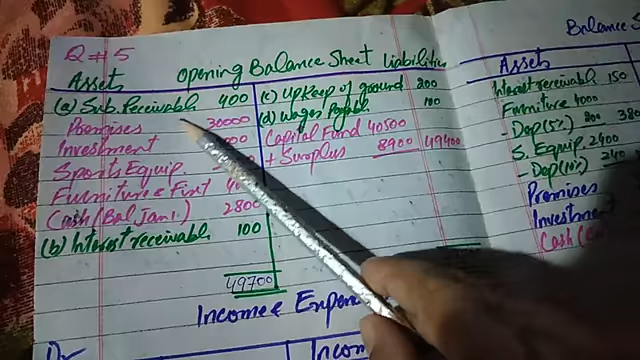 Q # 5
Opening Balance Sheet
Assets Liabilities
(a) Sub. Receivable 400
Premises 30000
Investment
Sports Equip.
Furniture & Fixt
Cash (Bal Jan 1.) 2800
(b) Interest receivable 100
49700
(c) UpKeep of ground 200
(d) Wages Payable 100
Capital Fund 40500
+ Surplus 8900 49400
Income & Expen
Dr
Incom
Balance S
Assets
Interest receivable 150
Furniture 4000
- Dep (5%) 200 380
S. Equip. 2400
- Dep (10%) 240
Premises
Investme
Cash